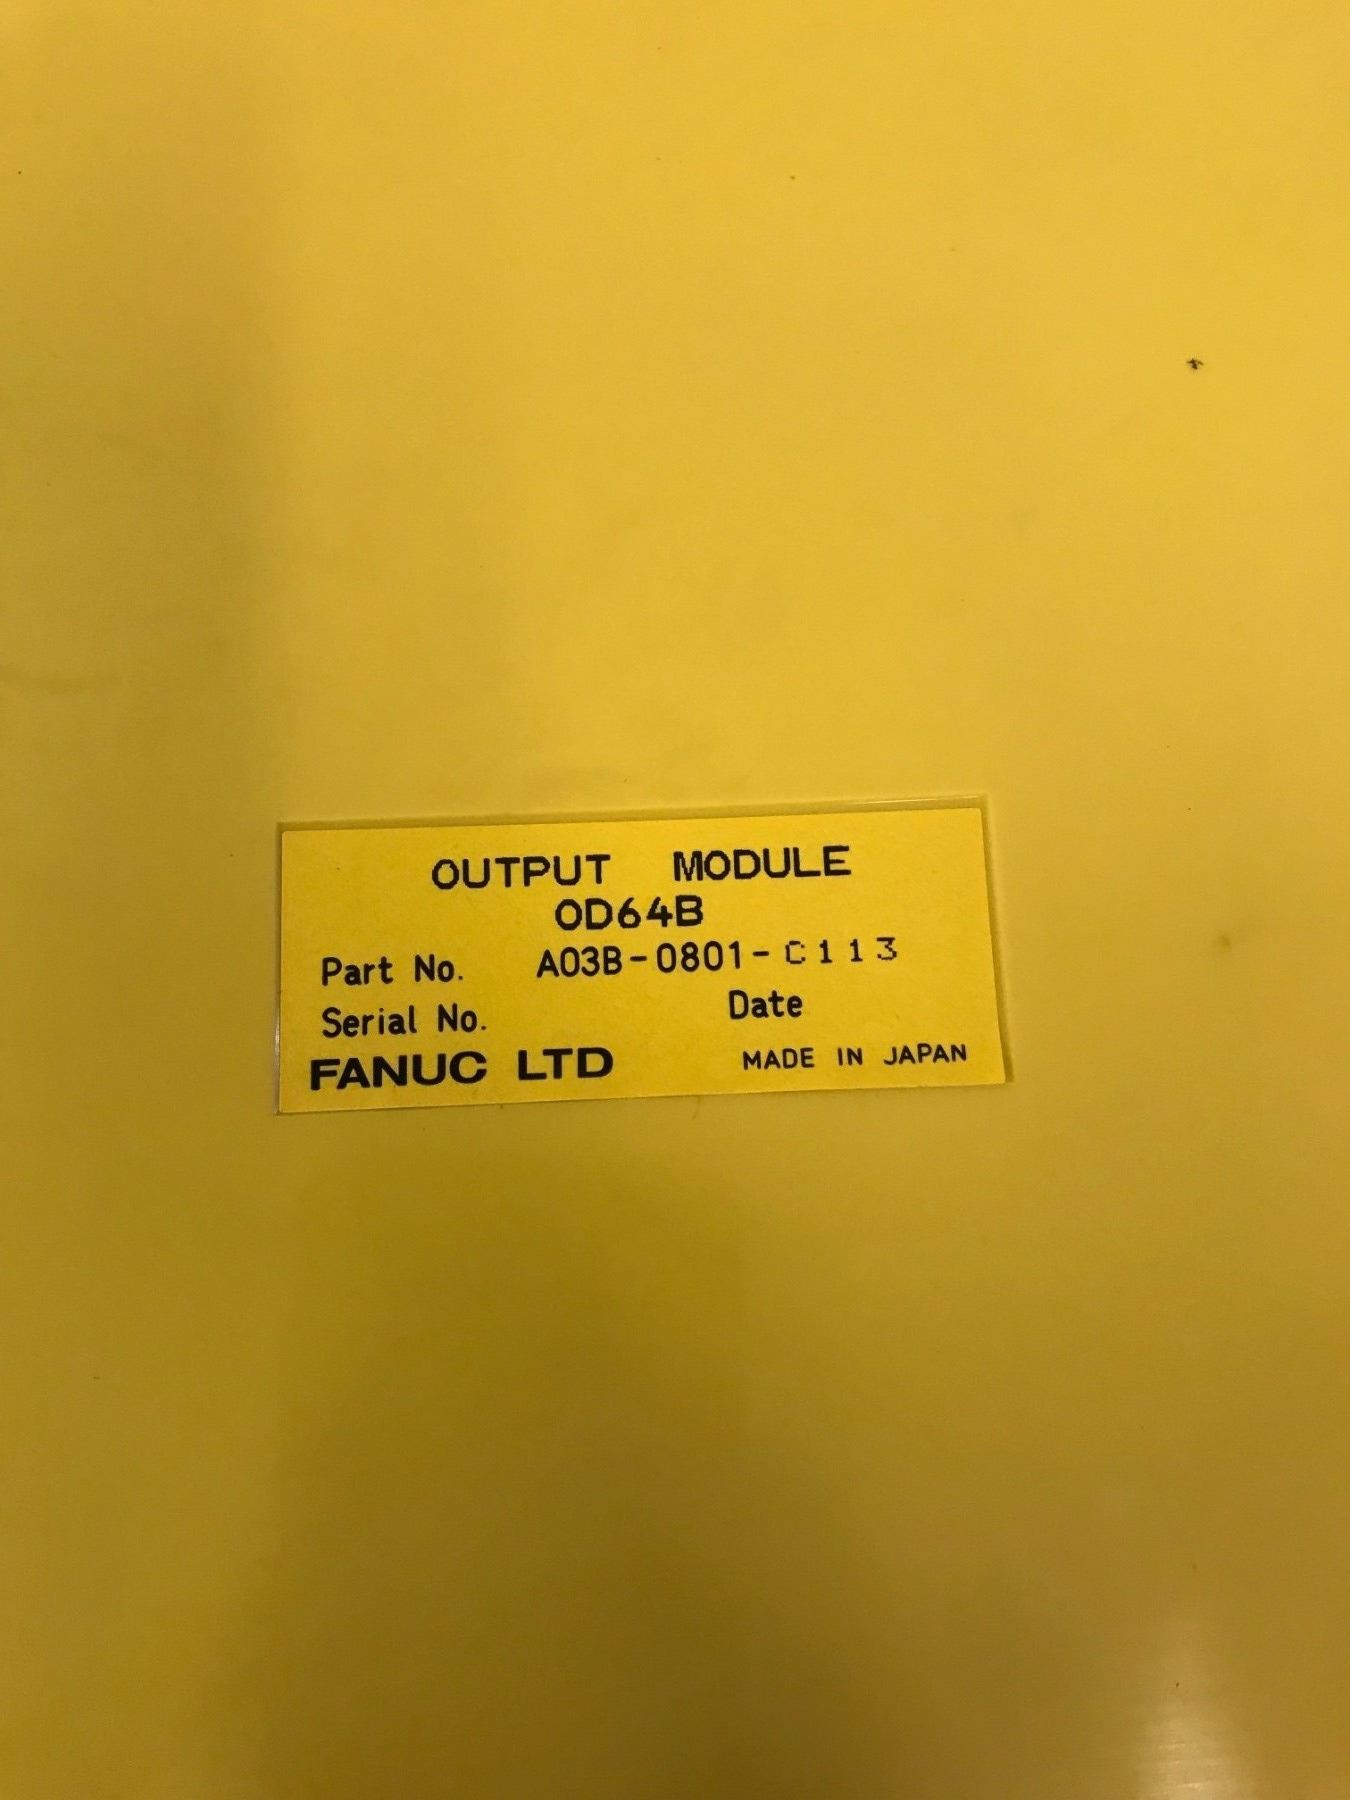 OUTPUT MODULE
OD64B
Part No. A03B-0801-C113
Serial No. Date
FANUC LTD MADE IN JAPAN